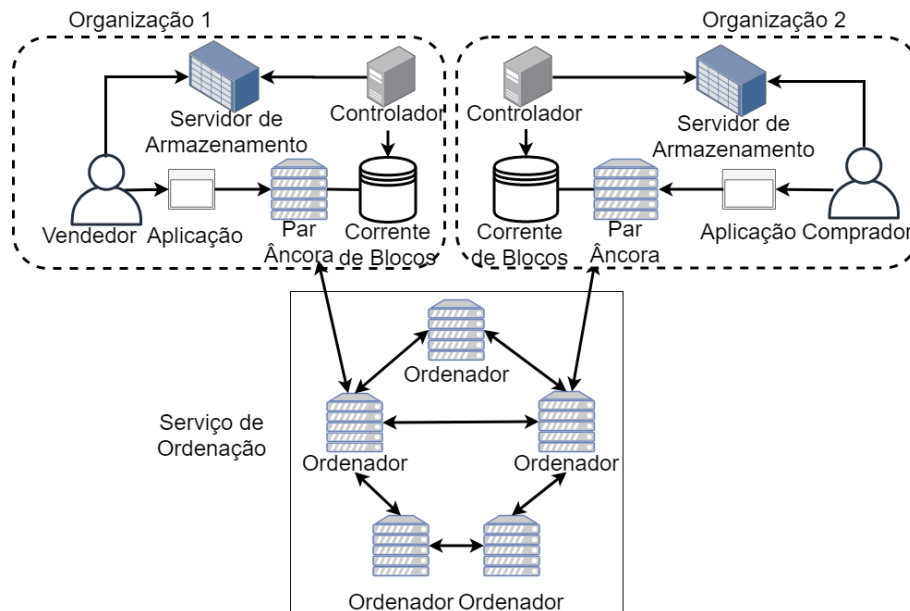 Organização 1
Organização 2
Servidor de
Armazenamento
Controlador
Controlador
Servidor de
Armazenamento
Vendedor
Aplicação
Par
Âncora
Corrente
de Blocos
Corrente
de Blocos
Par
Âncora
Aplicação
Comprador
Ordenador
Serviço de
Ordenação
Ordenador
Ordenador
Ordenador
Ordenador